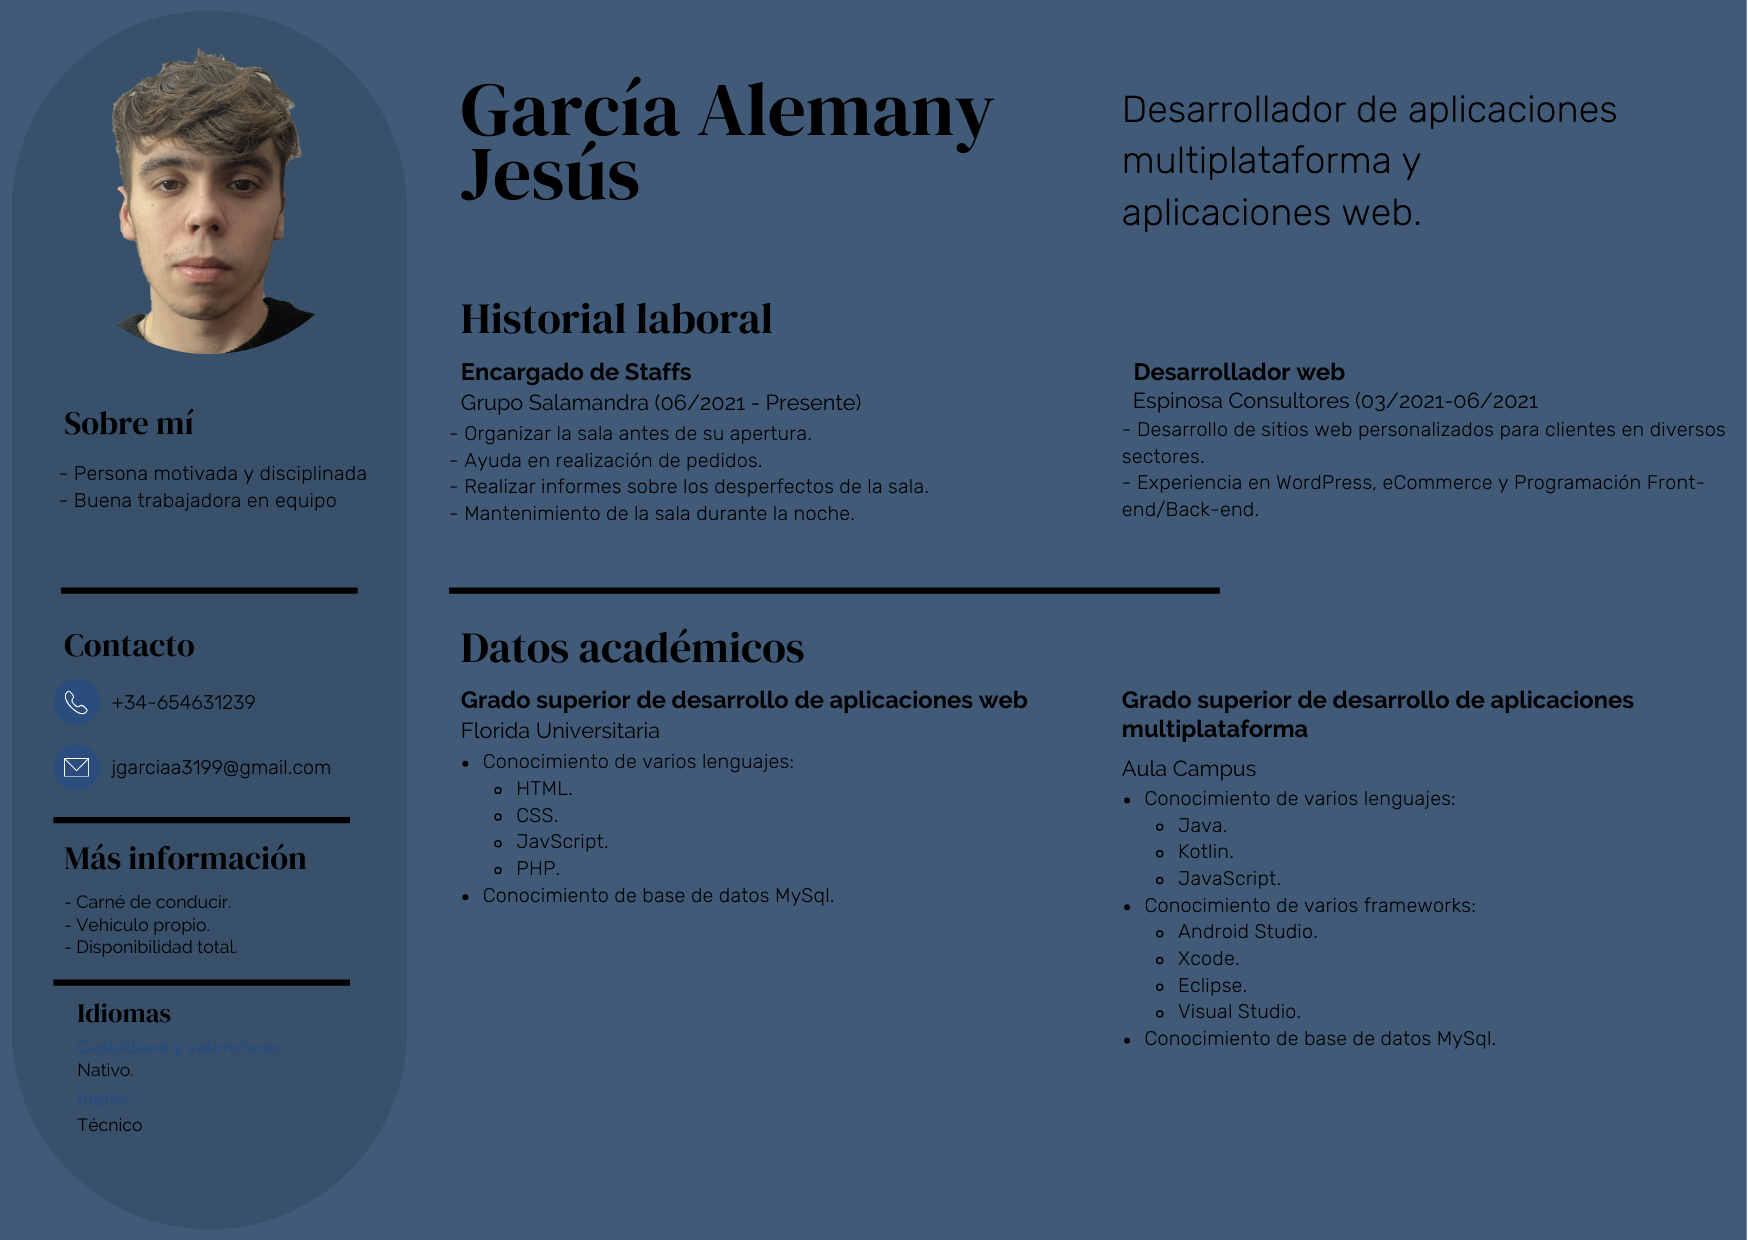 García Alemany
Jesús
Desarrollador de aplicaciones
multiplataforma y
aplicaciones web.
Sobre mí
- Persona motivada y disciplinada
- Buena trabajadora en equipo
Contacto
+34-654631239
jgarciaa3199@gmail.com
Más información
- Carné de conducir.
- Vehículo propio.
- Disponibilidad total.
Idiomas
Castellano y valenciano:
Nativo.
Inglés:
Técnico
Historial laboral
Encargado de Staffs
Grupo Salamandra (06/2021 - Presente)
- Organizar la sala antes de su apertura.
- Ayuda en realización de pedidos.
- Realizar informes sobre los desperfectos de la sala.
- Mantenimiento de la sala durante la noche.
Desarrollador web
Espinosa Consultores (03/2021-06/2021
- Desarrollo de sitios web personalizados para clientes en diversos
sectores.
- Experiencia en WordPress, eCommerce y Programación Front-
end/Back-end.
Datos académicos
Grado superior de desarrollo de aplicaciones web
Florida Universitaria
• Conocimiento de varios lenguajes:
◦ HTML.
◦ CSS.
◦ JavScript.
◦ PHP.
• Conocimiento de base de datos MySql.
Grado superior de desarrollo de aplicaciones
multiplataforma
Aula Campus
• Conocimiento de varios lenguajes:
◦ Java.
◦ Kotlin.
◦ JavaScript.
• Conocimiento de varios frameworks:
◦ Android Studio.
◦ Xcode.
◦ Eclipse.
◦ Visual Studio.
• Conocimiento de base de datos MySql.